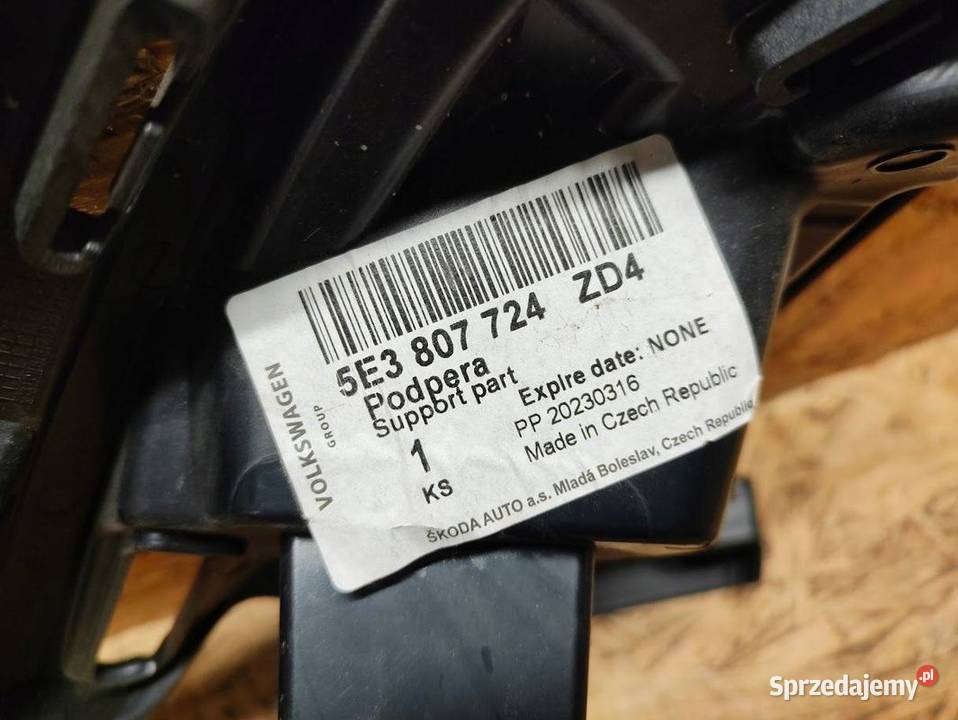 5E3 807 724 ZD4
Podpęra
Support part
1
KS
Expire date: NONE
PP 20230316
Made in Czech Republic
ŠKODA AUTO a.s. Mladá Boleslav, Czech Republic
VOLKSWAGEN
GROUP
Sprzedajemy.pl